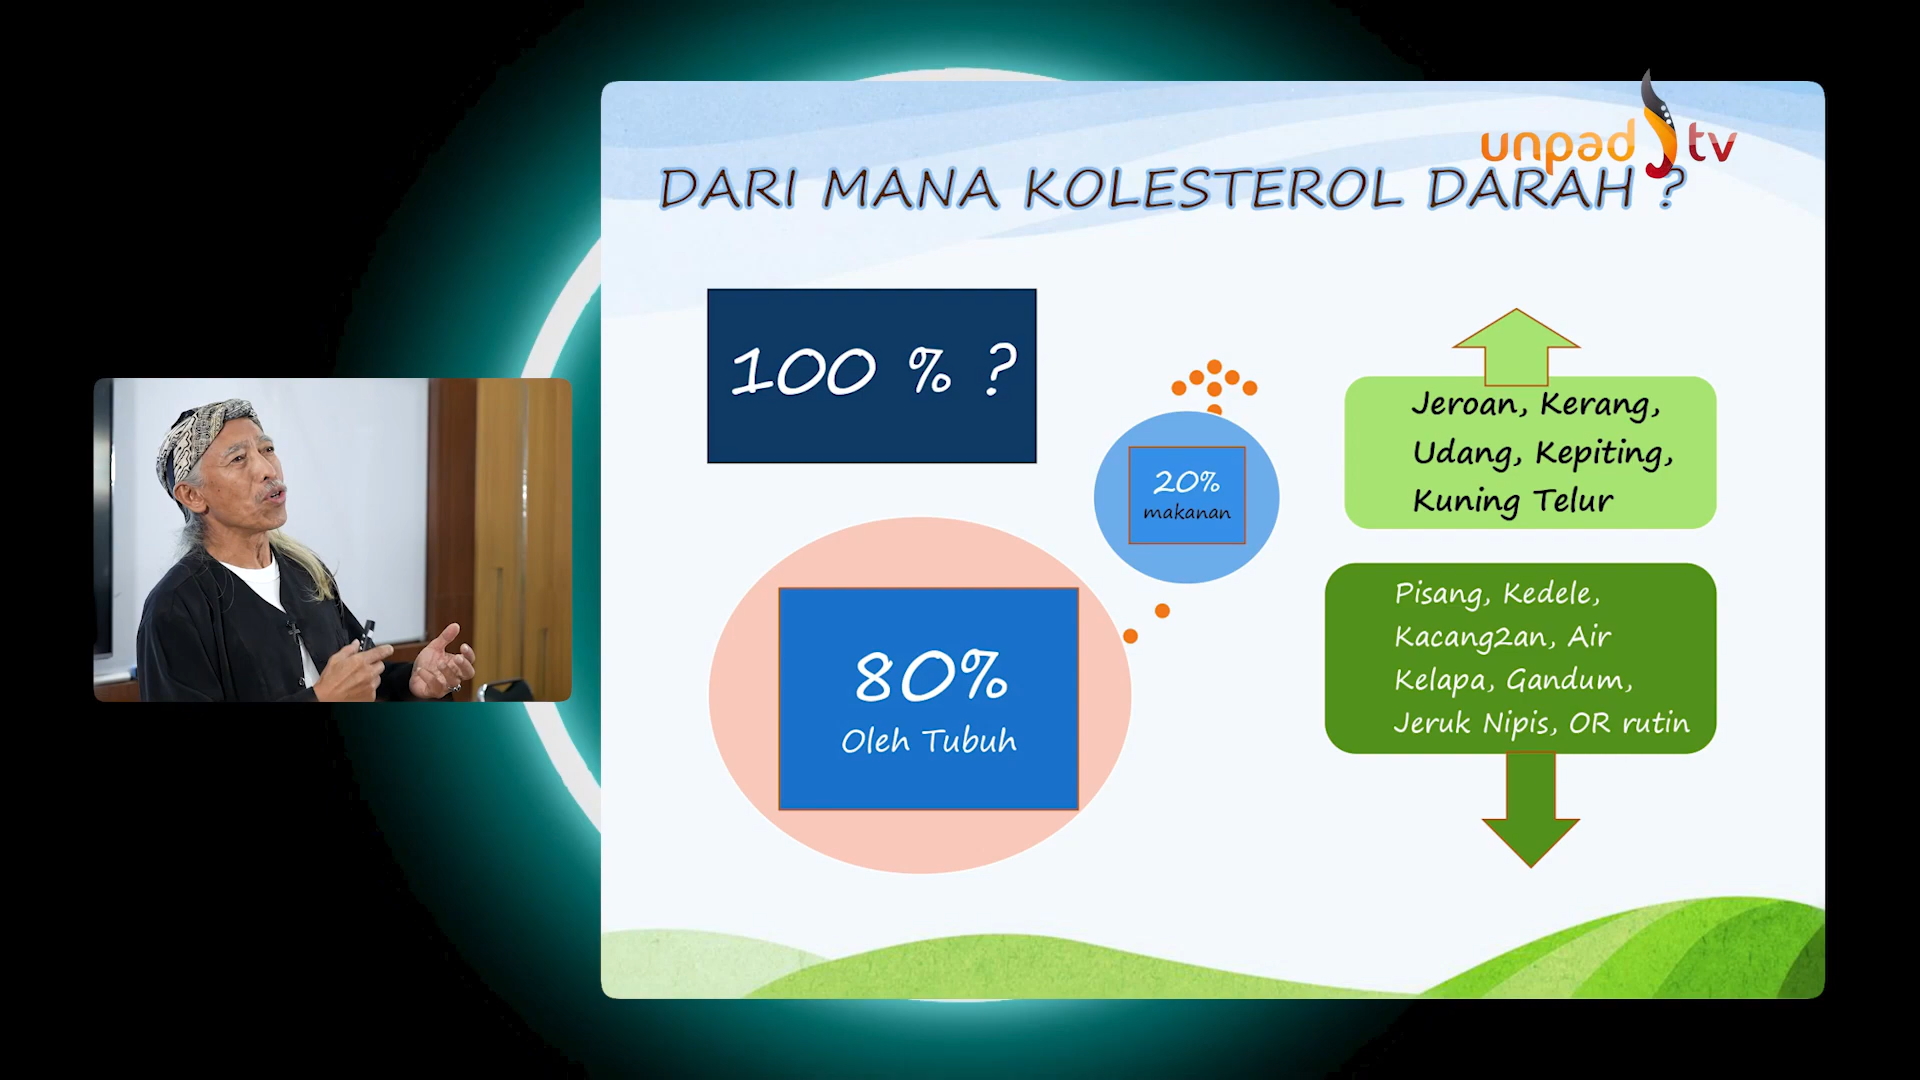 unpad tv
DARI MANA KOLESTEROL DARAH ?
100 % ?
20%
makanan
80%
Oleh Tubuh
Jeroan, Kerang,
Udang, Kepiting,
Kuning Telur
Pisang, Kedele,
Kacang2an, Air
Kelapa, Gandum,
Jeruk Nipis, OR rutin